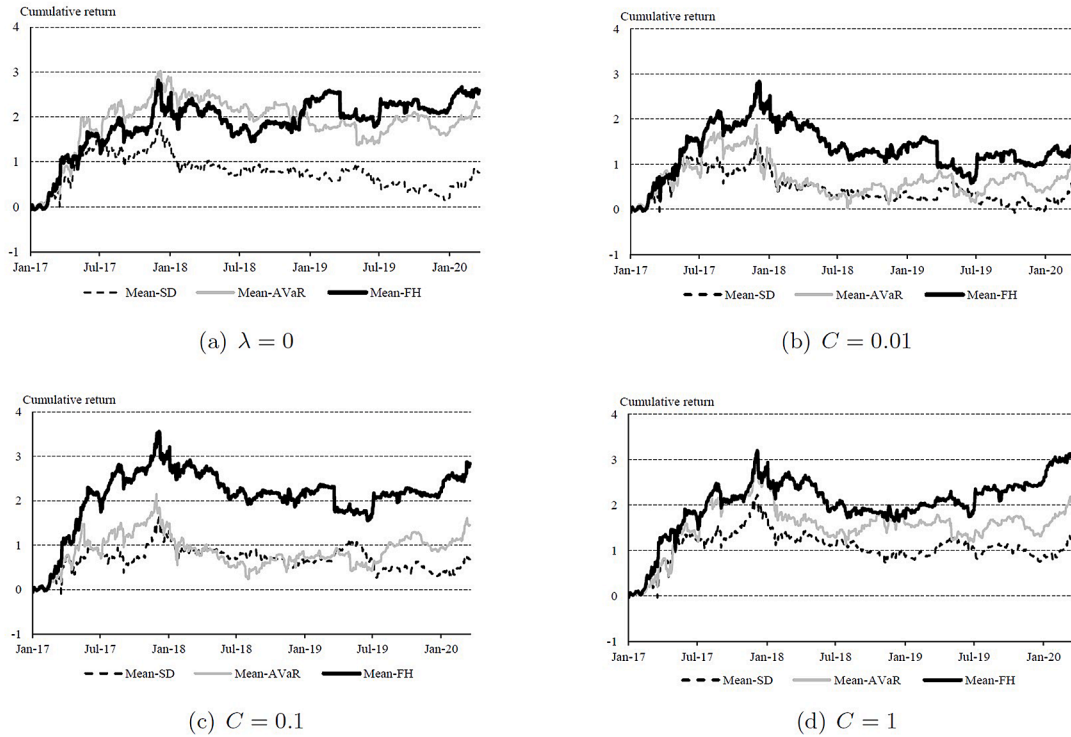 Cumulative return
4
3
2
1
0
-1
Jan-17 Jul-17 Jan-18 Jul-18 Jan-19 Jul-19 Jan-20
Mean-SD Mean-AVaR Mean-FH
(a) λ = 0
Cumulative return
4
3
2
1
0
-1
Jan-17 Jul-17 Jan-18 Jul-18 Jan-19 Jul-19 Jan-20
Mean-SD Mean-AVaR Mean-FH
(b) C = 0.01
Cumulative return
4
3
2
1
0
-1
Jan-17 Jul-17 Jan-18 Jul-18 Jan-19 Jul-19 Jan-20
Mean-SD Mean-AVaR Mean-FH
(c) C = 0.1
Cumulative return
4
3
2
1
0
-1
Jan-17 Jul-17 Jan-18 Jul-18 Jan-19 Jul-19 Jan-20
Mean-SD Mean-AVaR Mean-FH
(d) C = 1